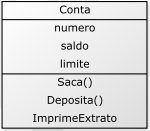 Conta
numero
saldo
limite
Saca()
Deposita()
ImprimeExtrato